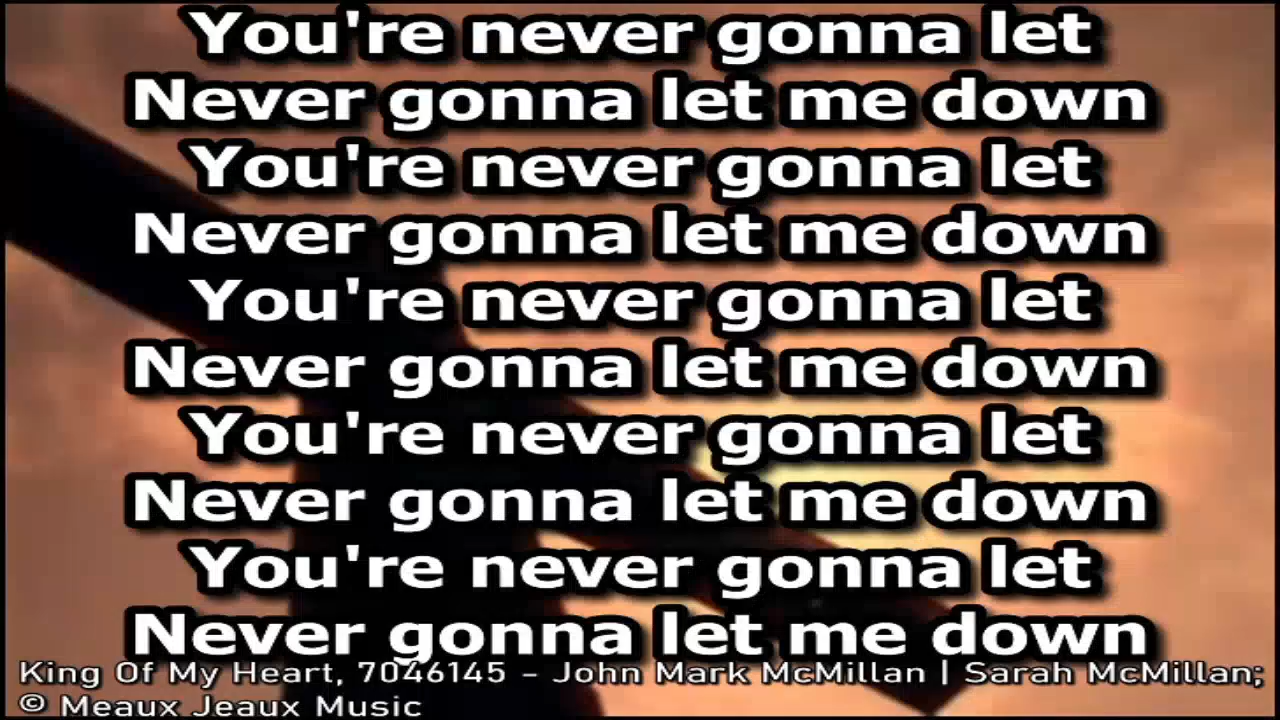 You're never gonna let
Never gonna let me down
You're never gonna let
Never gonna let me down
You're never gonna let
Never gonna let me down
You're never gonna let
Never gonna let me down
You're never gonna let
Never gonna let me down
King Of My Heart, 7046145 - John Mark McMillan | Sarah McMillan;
© Meaux Jeaux Music